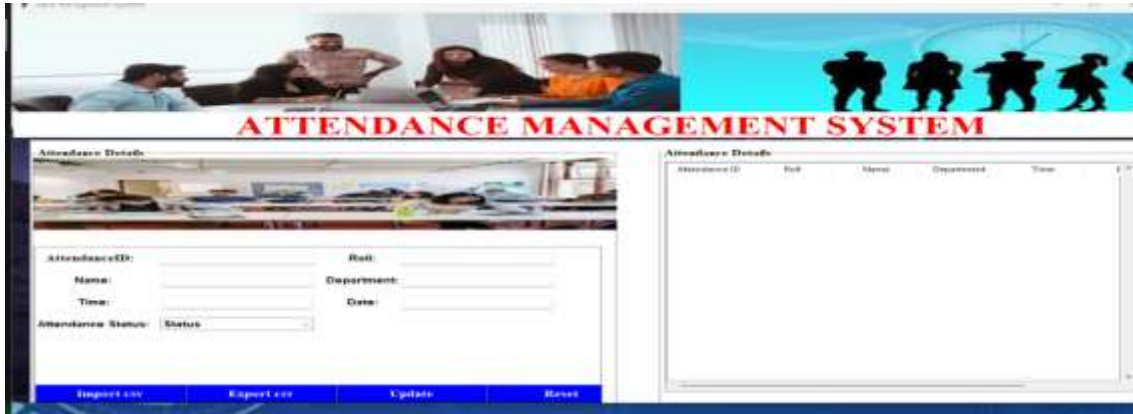 ATTENDANCE MANAGEMENT SYSTEM
Attendance Details
AttendanceID:
Roll:
Name:
Department:
Time:
Date:
Attendance Status: Status
Import csv Export csv Update Reset
Attendance Details
Attendance ID Roll Name Department Time